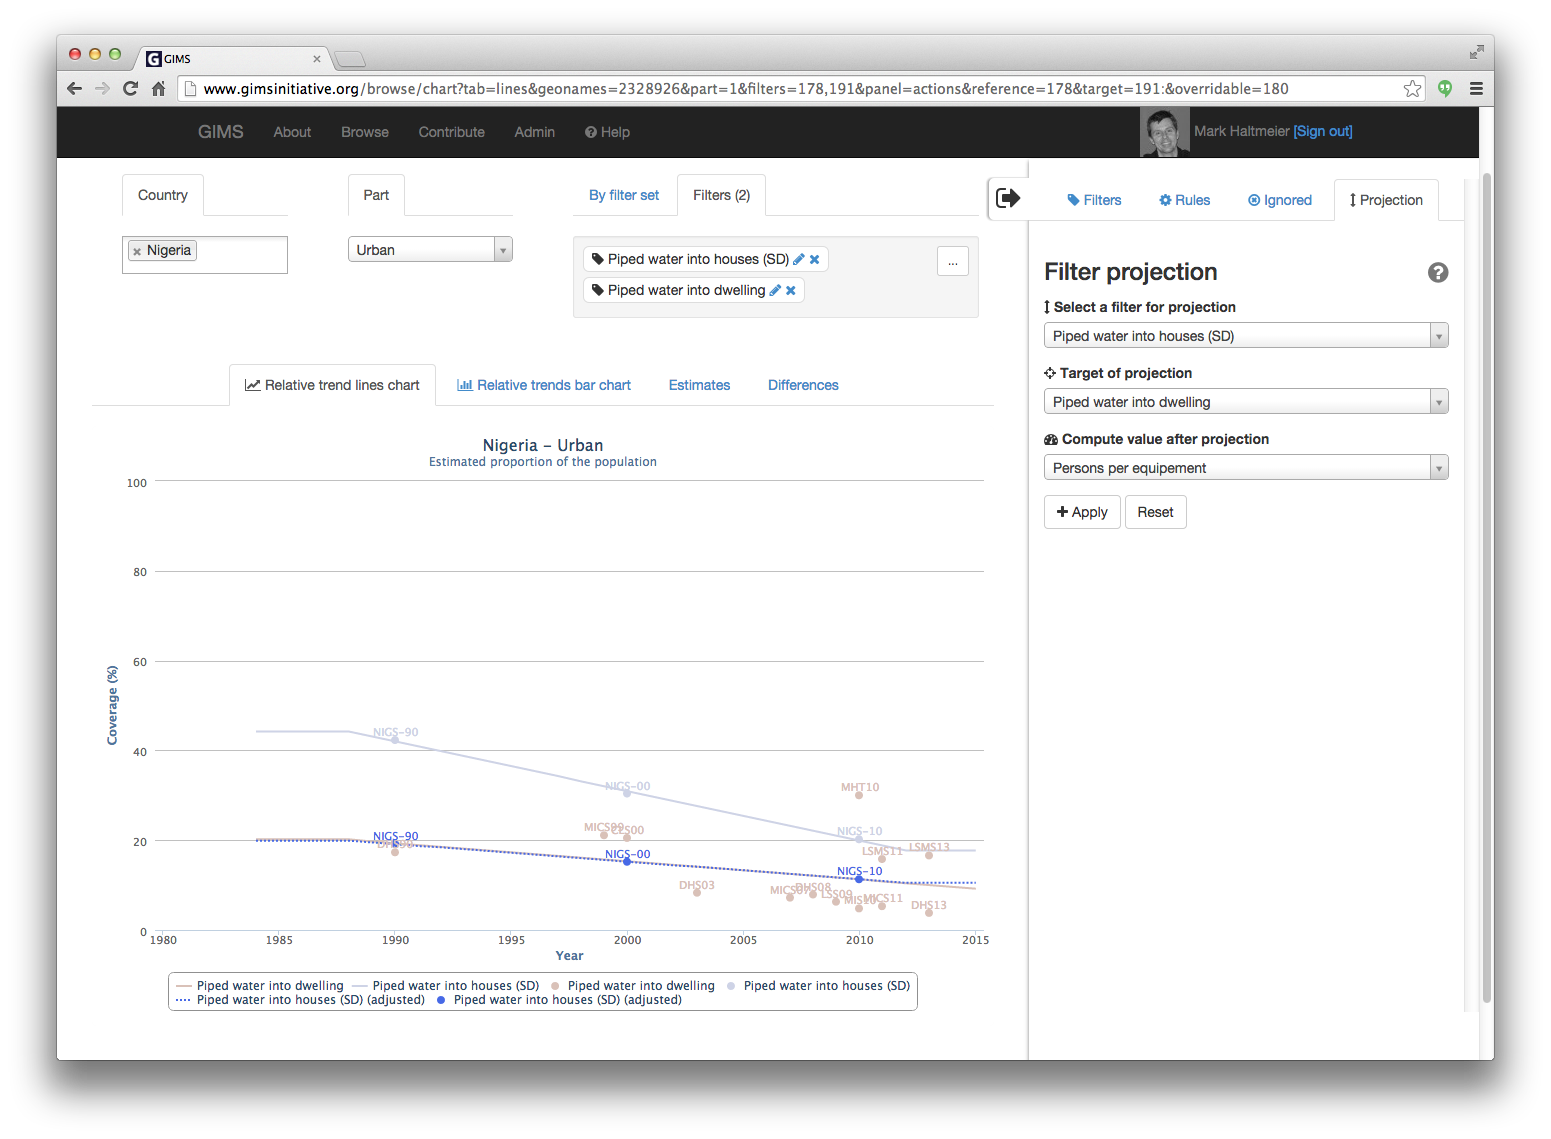 GIMS
www.gimsinitiative.org/browse/chart?tab=lines&geonames=2328926&part=1&filters=178,191&panel=actions&reference=178&target=191:&overridable=180
GIMS About Browse Contribute Admin Help Mark Haltmeier [Sign out]
Country Part By filter set Filters (2) Filters Rules Ignored Projection
Nigeria
Urban
Piped water into houses (SD)
...
Piped water into dwelling
Filter projection
Select a filter for projection
Piped water into houses (SD)
Target of projection
Piped water into dwelling
Compute value after projection
Persons per equipement
Apply Reset
Relative trend lines chart Relative trends bar chart Estimates Differences
Nigeria – Urban
Estimated proportion of the population
Coverage (%)
100
80
60
40
20
0
NIGS-90
NIGS-00
MHT10
NIGS-10
MICS99
CLS00
NIGS-90
DHS90
NIGS-00
LSMS11
LSMS13
NIGS-10
DHS03
MICS07
DHS08
LSS09
MIS10
MICS11
DHS13
1980 1985 1990 1995 2000 2005 2010 2015
Year
Piped water into dwelling Piped water into houses (SD) Piped water into dwelling Piped water into houses (SD)
Piped water into houses (SD) (adjusted) Piped water into houses (SD) (adjusted)